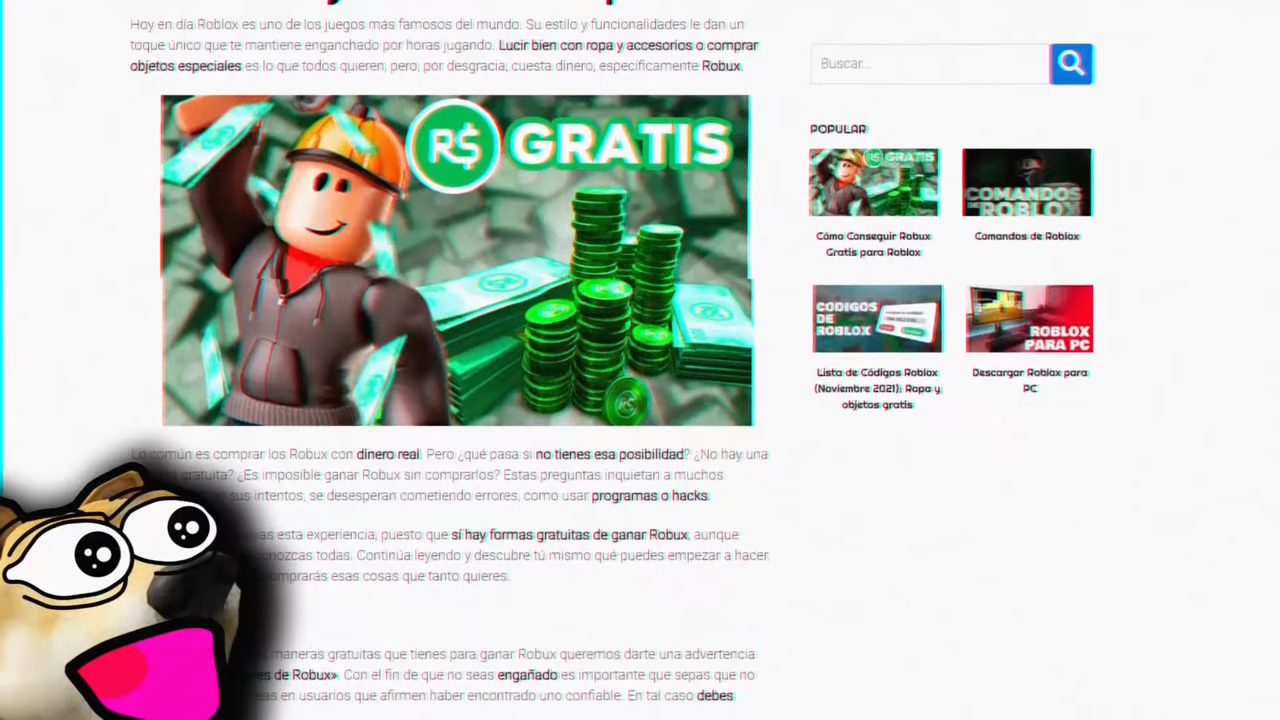 Hoy en día Roblox es uno de los juegos más famosos del mundo. Su estilo y funcionalidades le dan un
toque único que te mantiene enganchado por horas jugando. Lucir bien con ropa y accesorios o comprar
objetos especiales es lo que todos quieren, pero, por desgracia, cuesta dinero, específicamente Robux.
R$ GRATIS
común es comprar los Robux con dinero real. Pero ¿qué pasa si no tienes esa posibilidad? ¿No hay una
gratuita? ¿Es imposible ganar Robux sin comprarlos? Estas preguntas inquietan a muchos
sus intentos, se desesperan cometiendo errores, como usar programas o hacks.
esta experiencia, puesto que sí hay formas gratuitas de ganar Robux, aunque
conozcas todas. Continúa leyendo y descubre tú mismo qué puedes empezar a hacer
comprarás esas cosas que tanto quieres.
maneras gratuitas que tienes para ganar Robux queremos darte una advertencia
de Robux». Con el fin de que no seas engañado es importante que sepas que no
en usuarios que afirmen haber encontrado uno confiable. En tal caso debes
Buscar...
POPULAR
R$ GRATIS
Cómo Conseguir Robux
Gratis para Roblox
COMANDOS
DE ROBLOX
Comandos de Roblox
CODIGOS
DE
ROBLOX
Lista de Códigos Roblox
(Noviembre 2021): Ropa y
objetos gratis
ROBLOX
PARA PC
Descargar Roblox para
PC